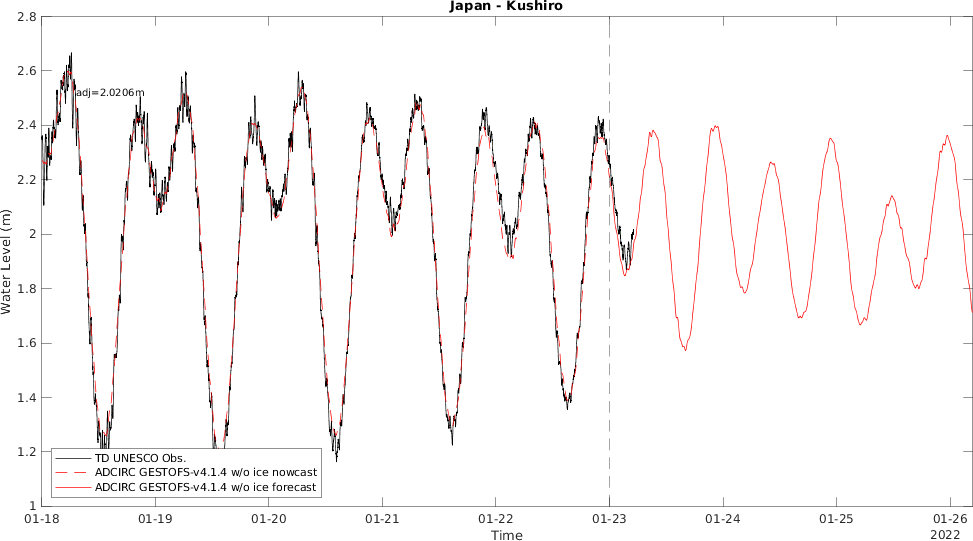 Japan - Kushiro
2.8
2.6
2.4
2.2
2
1.8
1.6
1.4
1.2
1
Water Level (m)
adj=2.0206m
TD UNESCO Obs.
ADCIRC GESTOFS-v4.1.4 w/o ice nowcast
ADCIRC GESTOFS-v4.1.4 w/o ice forecast
01-18 01-19 01-20 01-21 01-22 01-23 01-24 01-25 01-26
Time 2022